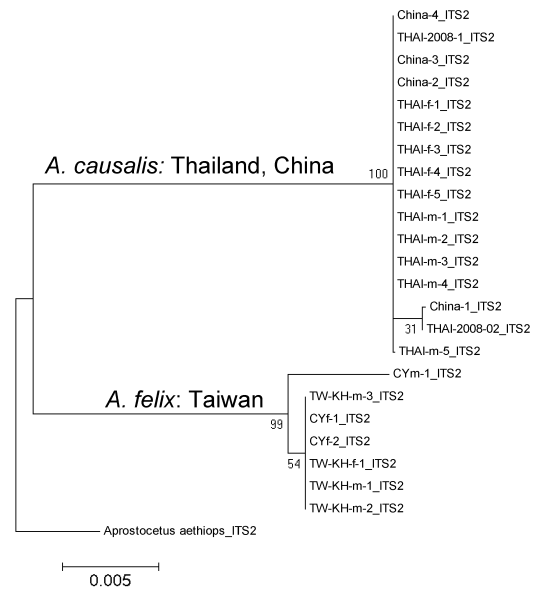 China-4_ITS2
THAI-2008-1_ITS2
China-3_ITS2
China-2_ITS2
THAI-f-1_ITS2
THAI-f-2_ITS2
THAI-f-3_ITS2
A. causalis: Thailand, China
100
THAI-f-4_ITS2
THAI-f-5_ITS2
THAI-m-1_ITS2
THAI-m-2_ITS2
THAI-m-3_ITS2
THAI-m-4_ITS2
China-1_ITS2
31
THAI-2008-02_ITS2
THAI-m-5_ITS2
CYm-1_ITS2
A. felix: Taiwan
99
TW-KH-m-3_ITS2
CYf-1_ITS2
CYf-2_ITS2
54
TW-KH-f-1_ITS2
TW-KH-m-1_ITS2
TW-KH-m-2_ITS2
Aprostocetus aethiops_ITS2
0.005